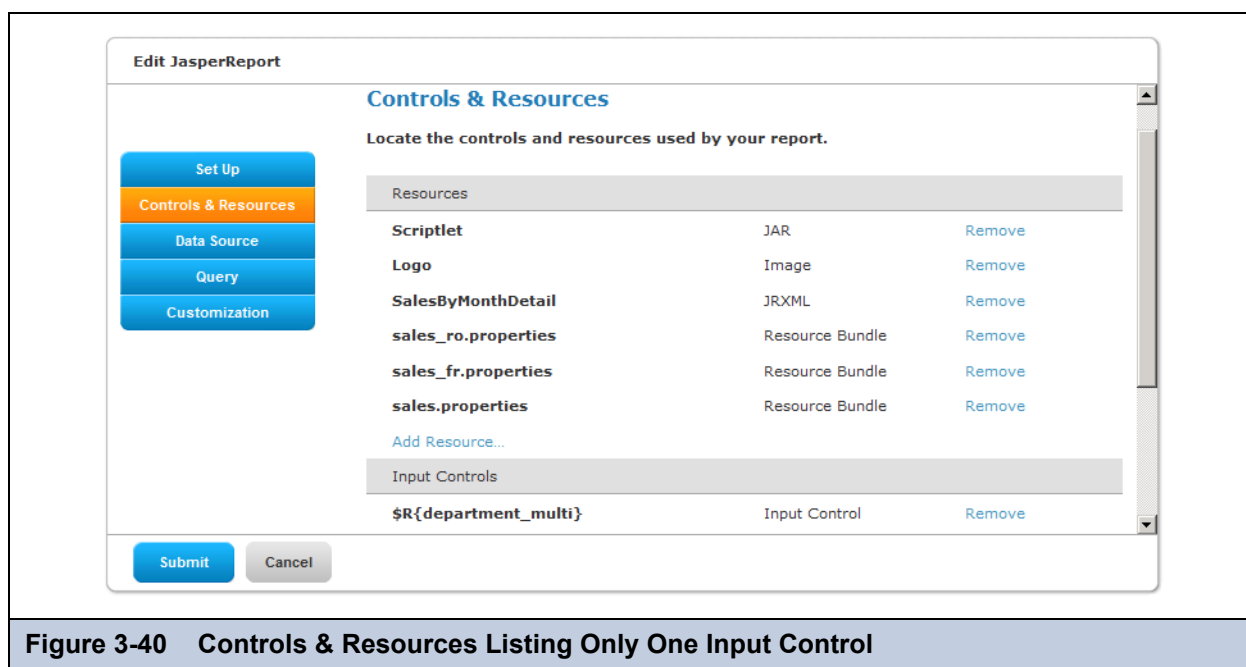 Edit JasperReport
Controls & Resources
Locate the controls and resources used by your report.
Set Up
Controls & Resources
Data Source
Query
Customization
Resources
Scriptlet JAR Remove
Logo Image Remove
SalesByMonthDetail JRXML Remove
sales_ro.properties Resource Bundle Remove
sales_fr.properties Resource Bundle Remove
sales.properties Resource Bundle Remove
Add Resource...
Input Controls
$R{department_multi} Input Control Remove
Submit Cancel
Figure 3-40 Controls & Resources Listing Only One Input Control